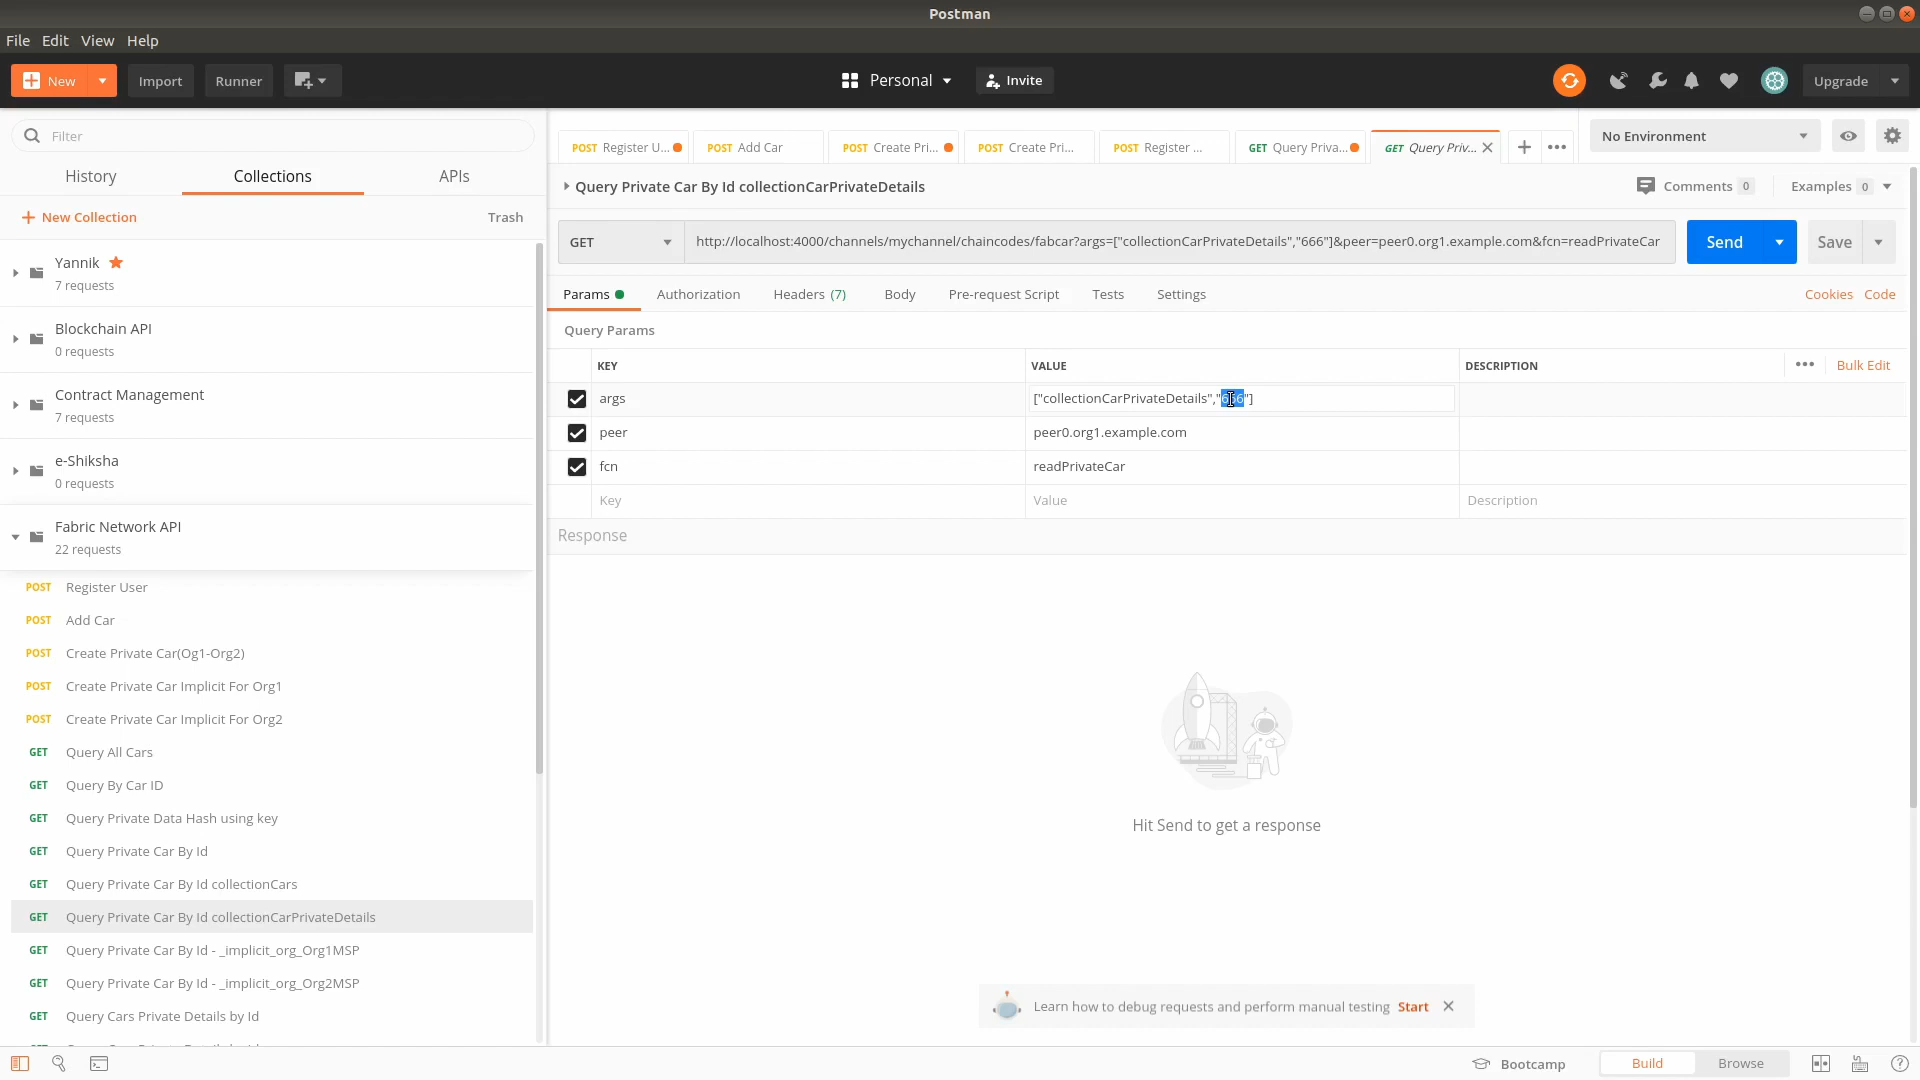 Postman
File Edit View Help
New Import Runner Personal Invite Upgrade
Filter
History Collections APIs
New Collection Trash
Yannik
7 requests
Blockchain API
0 requests
Contract Management
7 requests
e-Shiksha
0 requests
Fabric Network API
22 requests
POST Register User
POST Add Car
POST Create Private Car(Og1-Org2)
POST Create Private Car Implicit For Org1
POST Create Private Car Implicit For Org2
GET Query All Cars
GET Query By Car ID
GET Query Private Data Hash using key
GET Query Private Car By Id
GET Query Private Car By Id collectionCars
GET Query Private Car By Id collectionCarPrivateDetails
GET Query Private Car By Id - _implicit_org_Org1MSP
GET Query Private Car By Id - _implicit_org_Org2MSP
GET Query Cars Private Details by Id
POST Register U... POST Add Car POST Create Pri... POST Create Pri... POST Register ... GET Query Priva... GET Query Priv... No Environment
Query Private Car By Id collectionCarPrivateDetails Comments 0 Examples 0
GET http://localhost:4000/channels/mychannel/chaincodes/fabcar?args=["collectionCarPrivateDetails","666"]&peer=peer0.org1.example.com&fcn=readPrivateCar Send Save
Params Authorization Headers (7) Body Pre-request Script Tests Settings Cookies Code
Query Params
KEY VALUE DESCRIPTION ••• Bulk Edit
args ["collectionCarPrivateDetails","666"]
peer peer0.org1.example.com
fcn readPrivateCar
Key Value Description
Response
Hit Send to get a response
Learn how to debug requests and perform manual testing Start
Bootcamp Build Browse